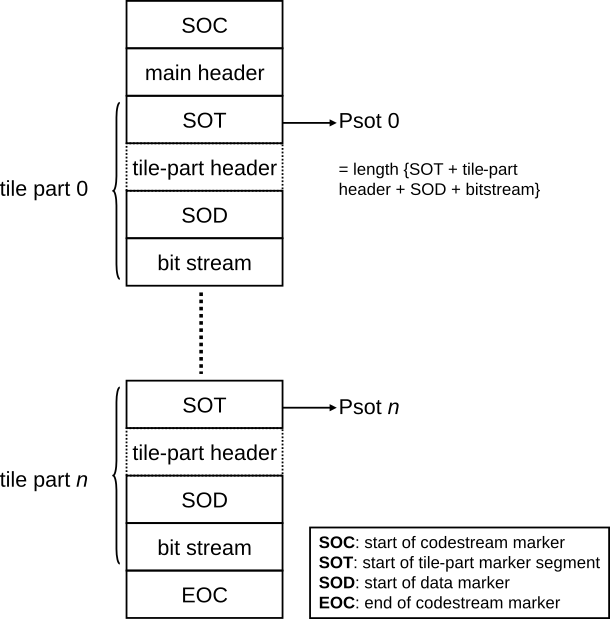 SOC
main header
SOT
Psot 0
tile-part header
= length {SOT + tile-part
header + SOD + bitstream}
tile part 0
SOD
bit stream
SOT
Psot n
tile-part header
tile part n
SOD
bit stream
EOC
SOC: start of codestream marker
SOT: start of tile-part marker segment
SOD: start of data marker
EOC: end of codestream marker